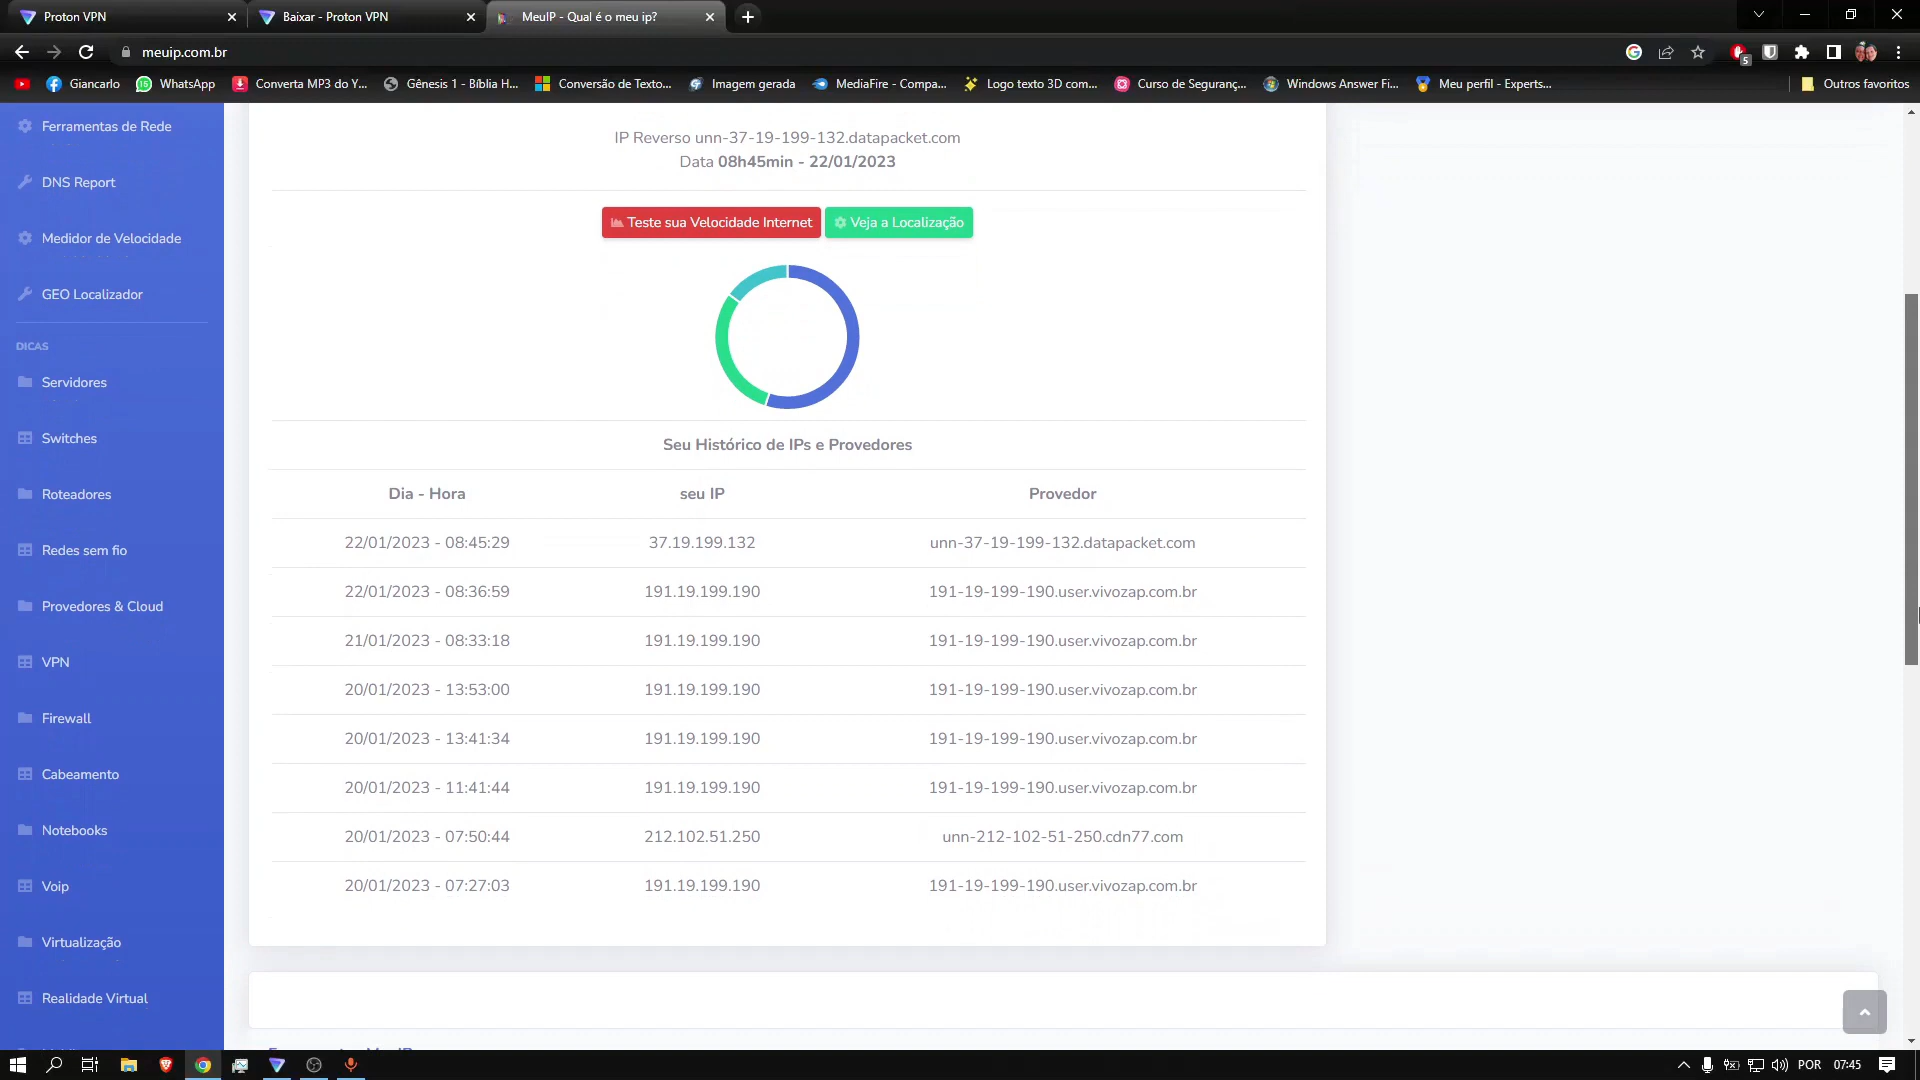 Proton VPN
Baixar - Proton VPN
MeuIP - Qual é o meu ip?
meuip.com.br
5
Giancarlo
WhatsApp
Converta MP3 do Y...
Gênesis 1 - Bíblia H...
Conversão de Texto...
Imagem gerada
MediaFire - Compa...
Logo texto 3D com...
Curso de Seguranç...
Windows Answer Fi...
Meu perfil - Experts...
Outros favoritos
Ferramentas de Rede
DNS Report
Medidor de Velocidade
GEO Localizador
DICAS
Servidores
Switches
Roteadores
Redes sem fio
Provedores & Cloud
VPN
Firewall
Cabeamento
Notebooks
Voip
Virtualização
Realidade Virtual
IP Reverso unn-37-19-199-132.datapacket.com
Data 08h45min - 22/01/2023
Teste sua Velocidade Internet
Veja a Localização
Seu Histórico de IPs e Provedores
Dia - Hora seu IP Provedor
22/01/2023 - 08:45:29 37.19.199.132 unn-37-19-199-132.datapacket.com
22/01/2023 - 08:36:59 191.19.199.190 191-19-199-190.user.vivozap.com.br
21/01/2023 - 08:33:18 191.19.199.190 191-19-199-190.user.vivozap.com.br
20/01/2023 - 13:53:00 191.19.199.190 191-19-199-190.user.vivozap.com.br
20/01/2023 - 13:41:34 191.19.199.190 191-19-199-190.user.vivozap.com.br
20/01/2023 - 11:41:44 191.19.199.190 191-19-199-190.user.vivozap.com.br
20/01/2023 - 07:50:44 212.102.51.250 unn-212-102-51-250.cdn77.com
20/01/2023 - 07:27:03 191.19.199.190 191-19-199-190.user.vivozap.com.br
POR
07:45